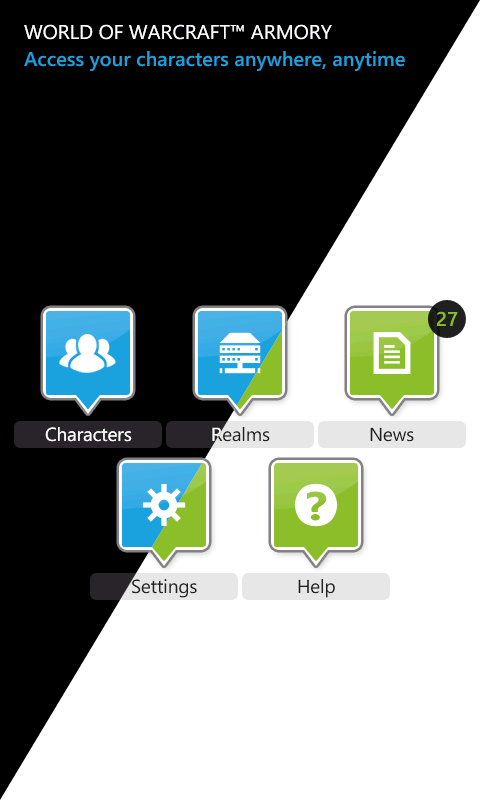 WORLD OF WARCRAFT™ ARMORY
Access your characters anywhere, anytime
27
Characters
Realms
News
Settings
Help